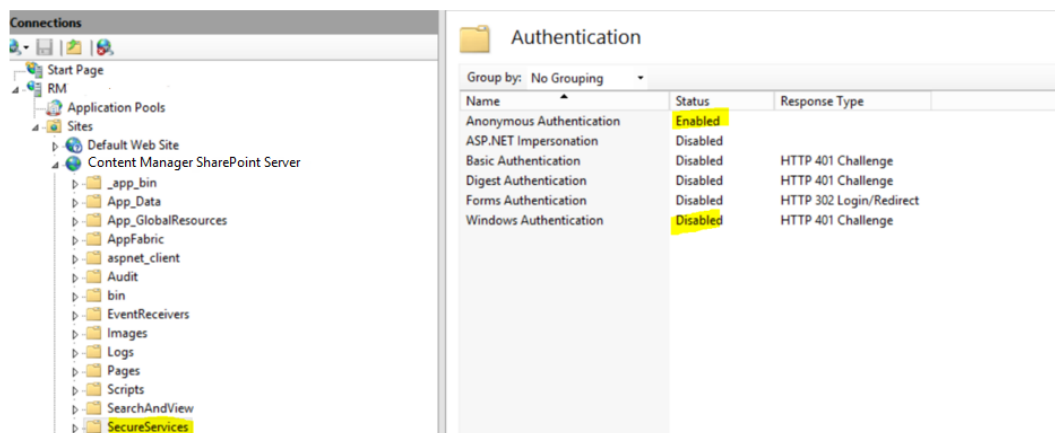 Connections
Start Page
RM
Application Pools
Sites
Default Web Site
Content Manager SharePoint Server
_app_bin
App_Data
App_GlobalResources
AppFabric
aspnet_client
Audit
bin
EventReceivers
Images
Logs
Pages
Scripts
SearchAndView
SecureServices
Authentication
Group by: No Grouping
Name Status Response Type
Anonymous Authentication Enabled
ASP.NET Impersonation Disabled
Basic Authentication Disabled HTTP 401 Challenge
Digest Authentication Disabled HTTP 401 Challenge
Forms Authentication Disabled HTTP 302 Login/Redirect
Windows Authentication Disabled HTTP 401 Challenge